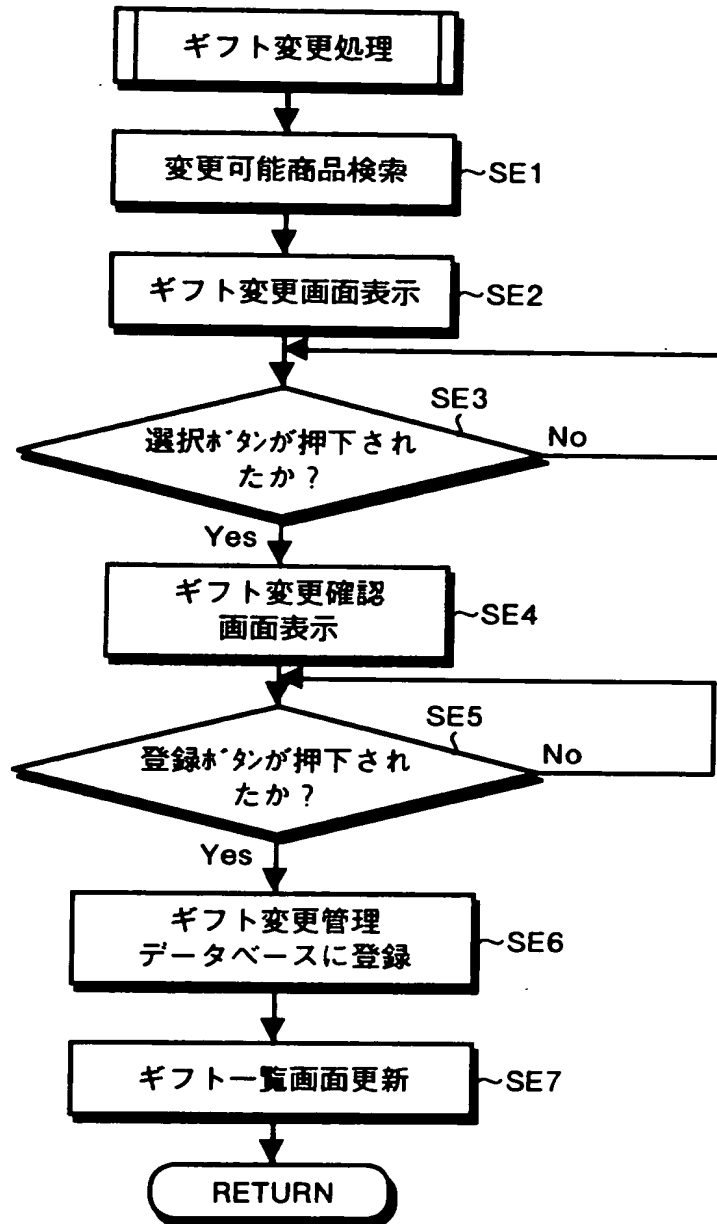 ギフト変更処理
変更可能商品検索
~SE1
ギフト変更画面表示
~SE2
SE3
選択ボタンが押下され
たか?
No
Yes
ギフト変更確認
画面表示
~SE4
SE5
登録ボタンが押下され
たか?
No
Yes
ギフト変更管理
データベースに登録
~SE6
ギフト一覧画面更新
~SE7
RETURN